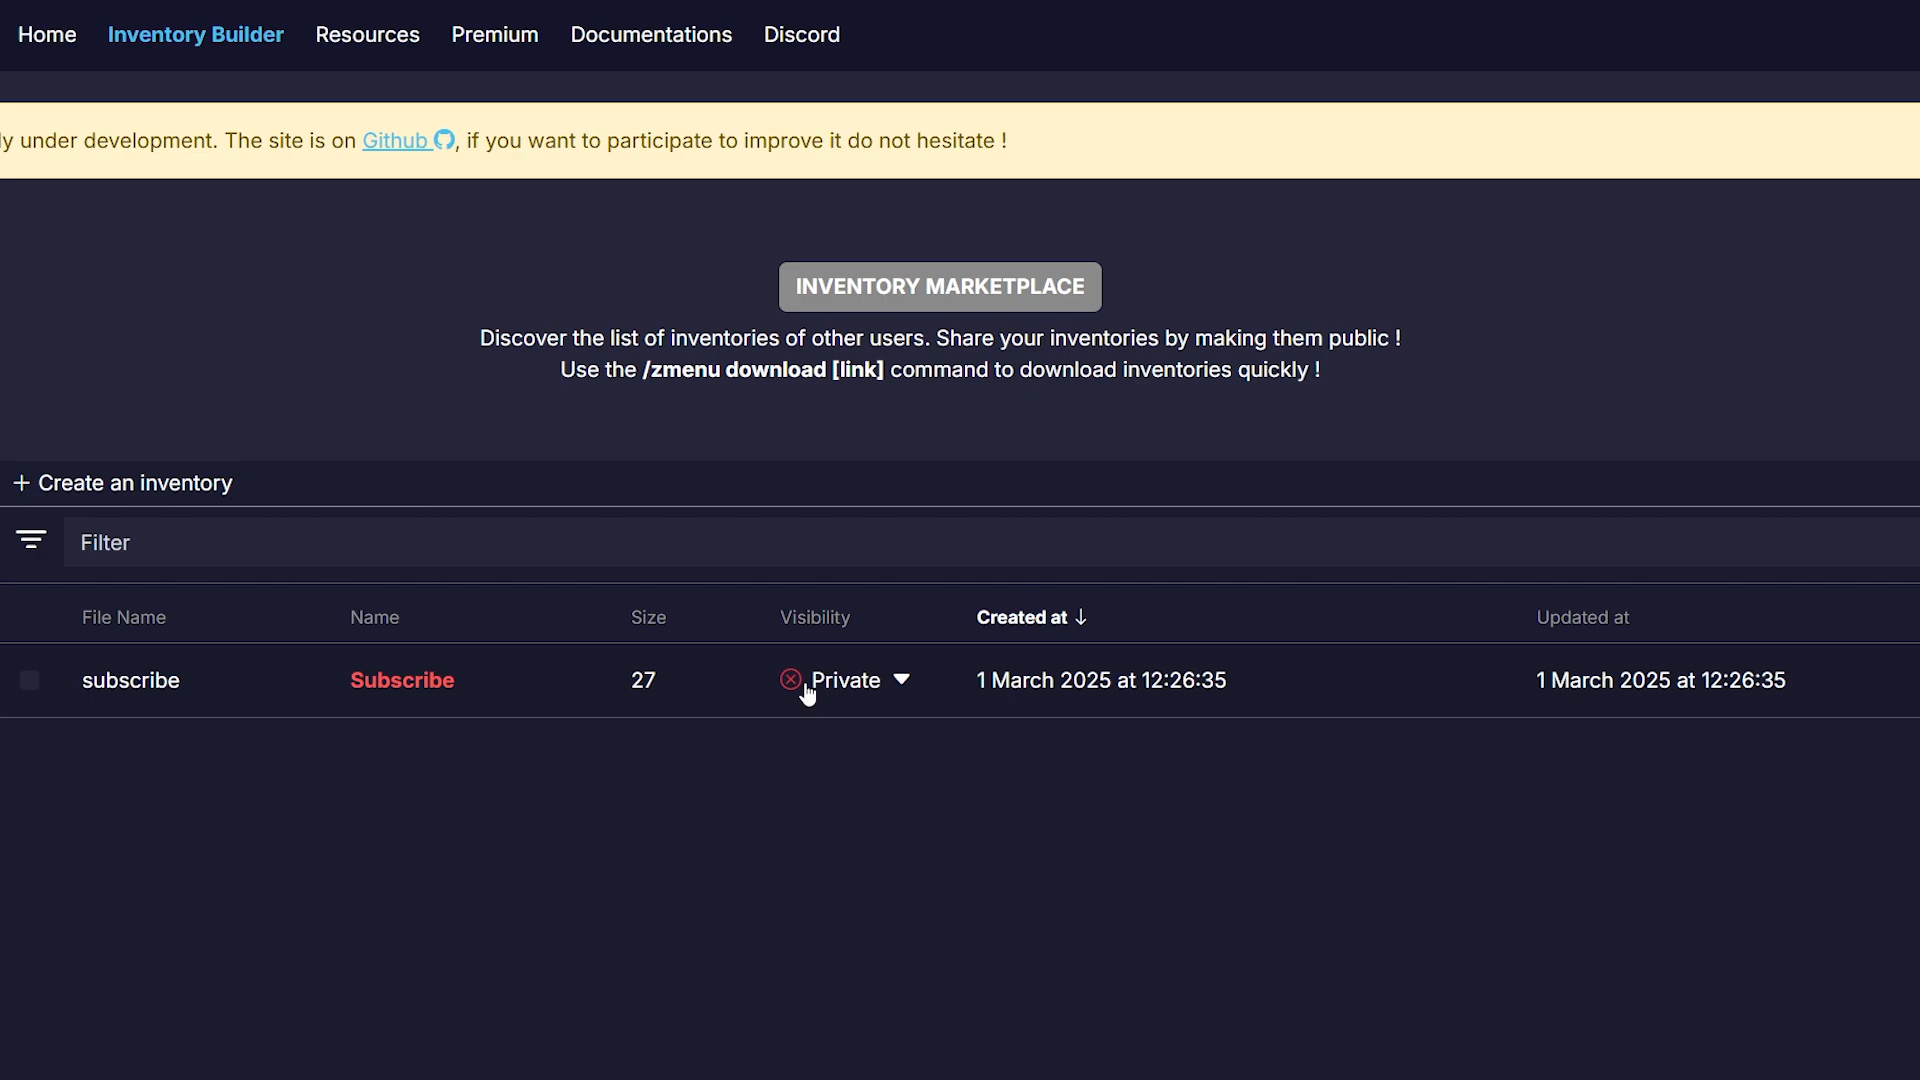 Home Inventory Builder Resources Premium Documentations Discord
ly under development. The site is on Github , if you want to participate to improve it do not hesitate !
INVENTORY MARKETPLACE
Discover the list of inventories of other users. Share your inventories by making them public !
Use the /zmenu download [link] command to download inventories quickly !
+ Create an inventory
Filter
File Name Name Size Visibility Created at ↓ Updated at
subscribe Subscribe 27 Private 1 March 2025 at 12:26:35 1 March 2025 at 12:26:35